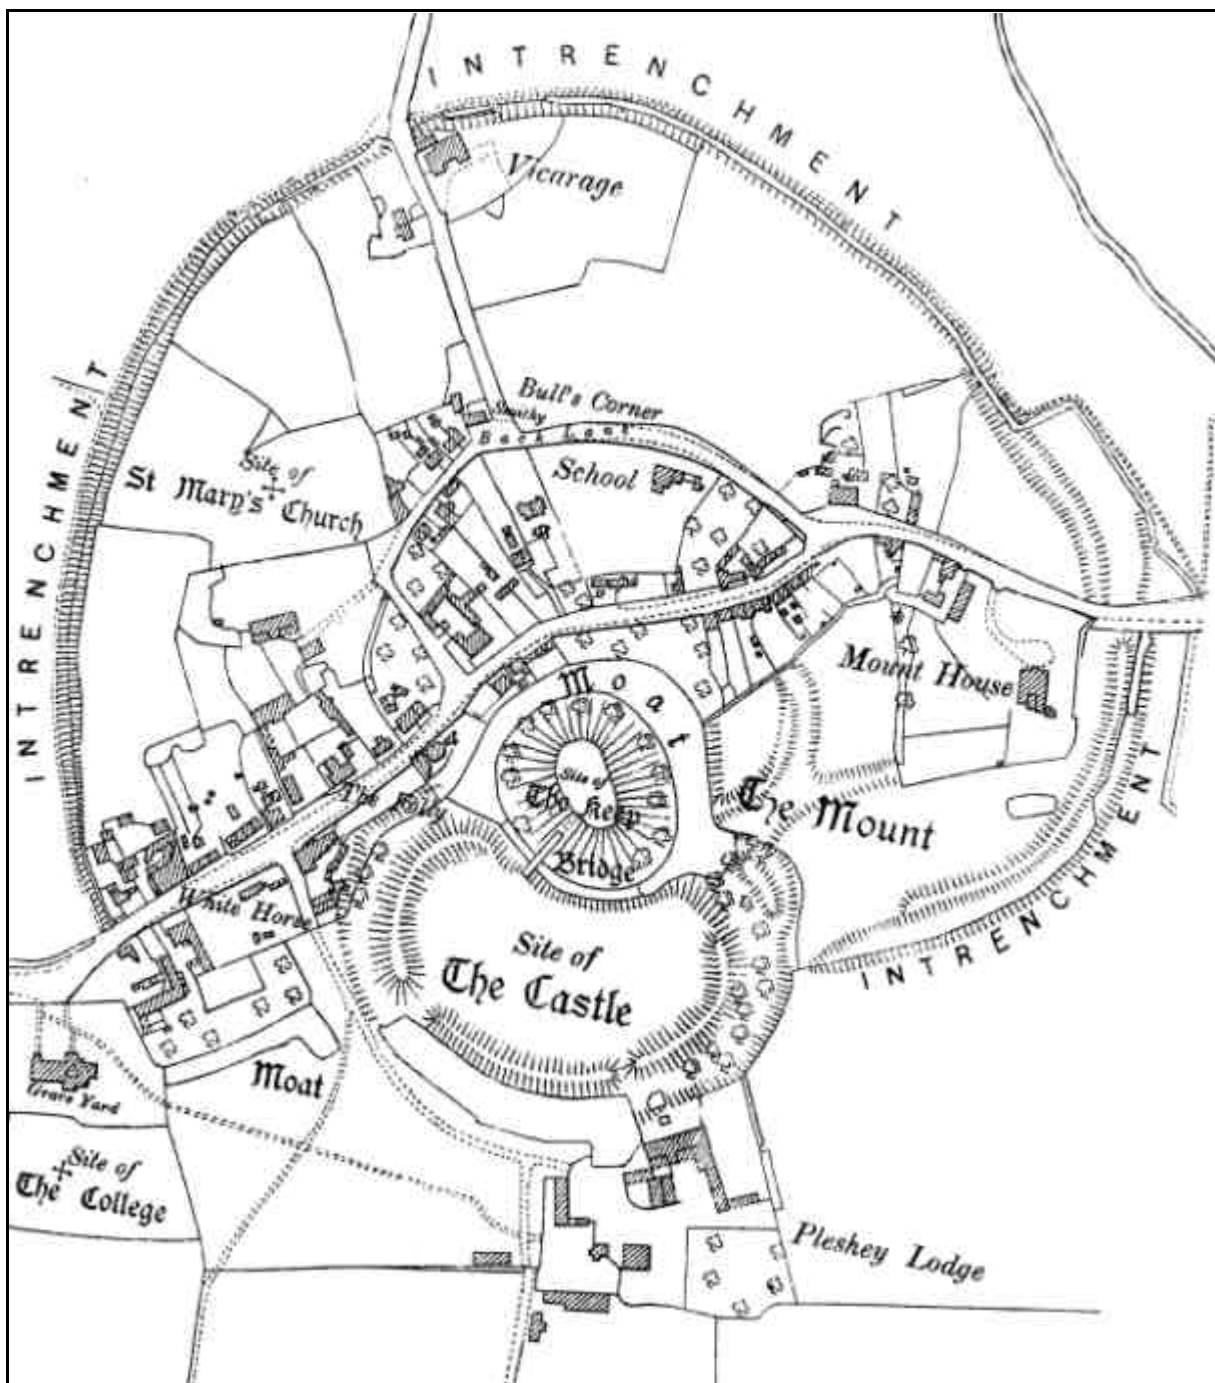 INTRENCHMENT
Vicarage
INTRENCHMENT
Bull's Corner
Smithy
Back Lane
Site of
St Mary's Church
School
Mount House
Moat
Site of
The Keep
Bridge
The Mount
The
White Horse
INTRENCHMENT
Site of
The Castle
Moat
Grave Yard
Site of
The College
Pleshey Lodge